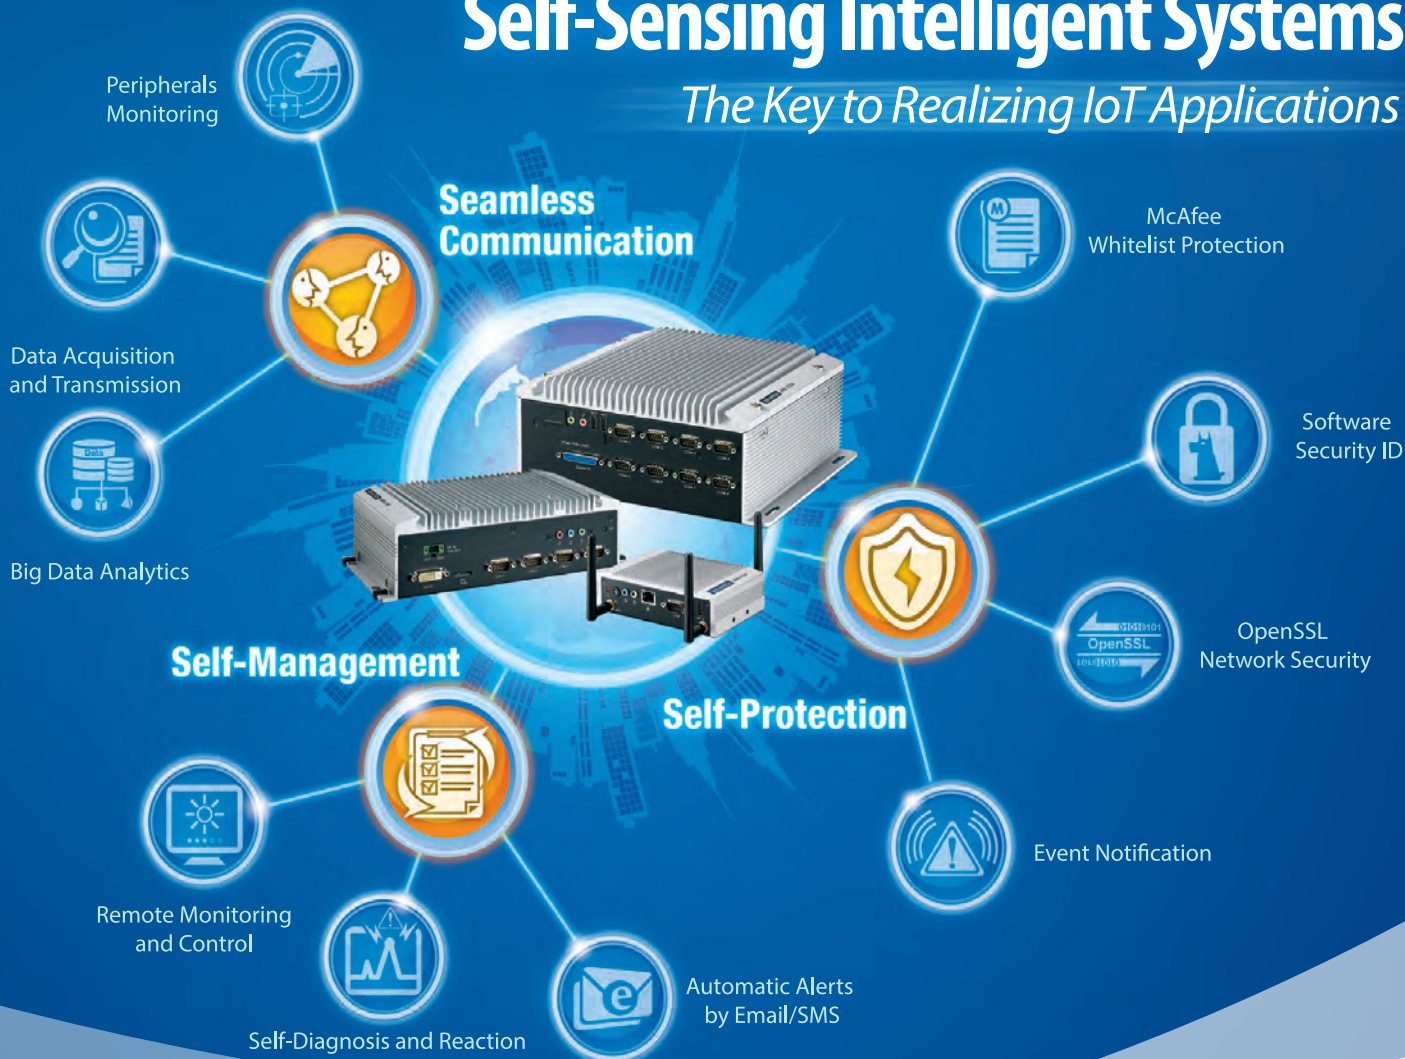 Self-Sensing Intelligent Systems
The Key to Realizing IoT Applications
Peripherals
Monitoring
Seamless
Communication
McAfee
Whitelist Protection
M
Data Acquisition
and Transmission
Software
Security ID
Data
Big Data Analytics
OpenSSL
OpenSSL
Network Security
Self-Management
Self-Protection
Event Notification
Remote Monitoring
and Control
e
Automatic Alerts
by Email/SMS
Self-Diagnosis and Reaction